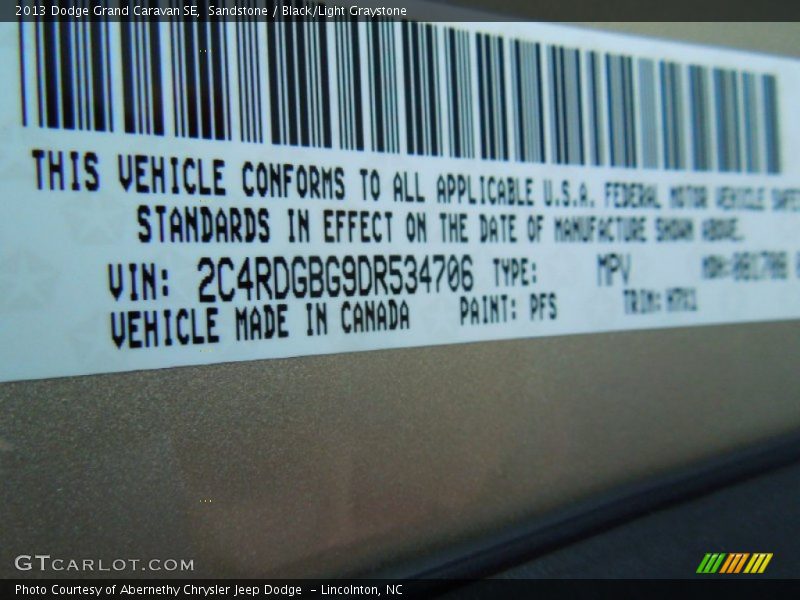 2013 Dodge Grand Caravan SE, Sandstone / Black/Light Graystone
THIS VEHICLE CONFORMS TO ALL APPLICABLE U.S.A. FEDERAL MOTOR VEHICLE SAFE
STANDARDS IN EFFECT ON THE DATE OF MANUFACTURE SHOWN ABOVE.
VIN: 2C4RDGBG9DR534706 TYPE: MPV
VEHICLE MADE IN CANADA PAINT: PFS TRIM:
GTCARLOT.COM
Photo Courtesy of Abernethy Chrysler Jeep Dodge - Lincolnton, NC